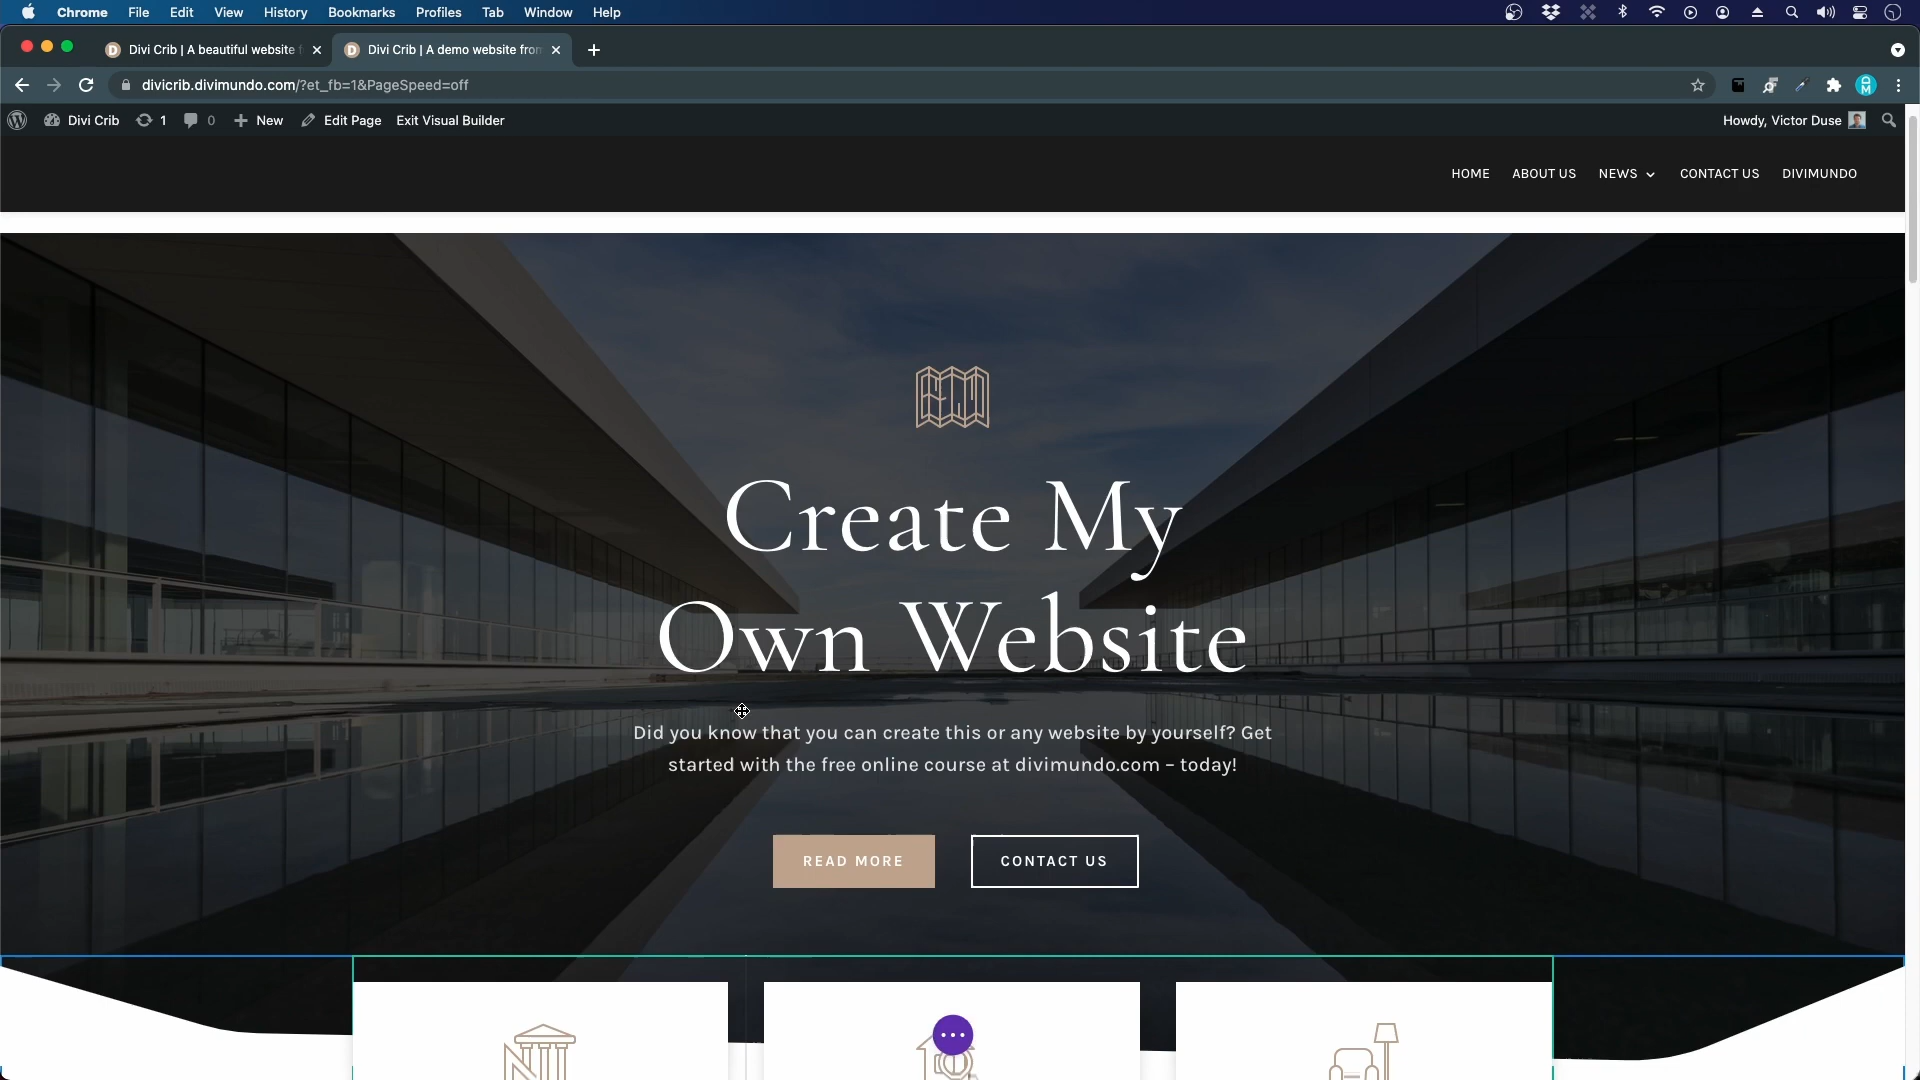 Chrome File Edit View History Bookmarks Profiles Tab Window Help
Divi Crib | A beautiful website
Divi Crib | A demo website from
divicrib.divimundo.com/?et_fb=1&PageSpeed=off
Divi Crib 1 0 New Edit Page Exit Visual Builder
Howdy, Victor Duse
HOME ABOUT US NEWS CONTACT US DIVIMUNDO
Create My
Own Website
Did you know that you can create this or any website by yourself? Get
started with the free online course at divimundo.com – today!
READ MORE
CONTACT US